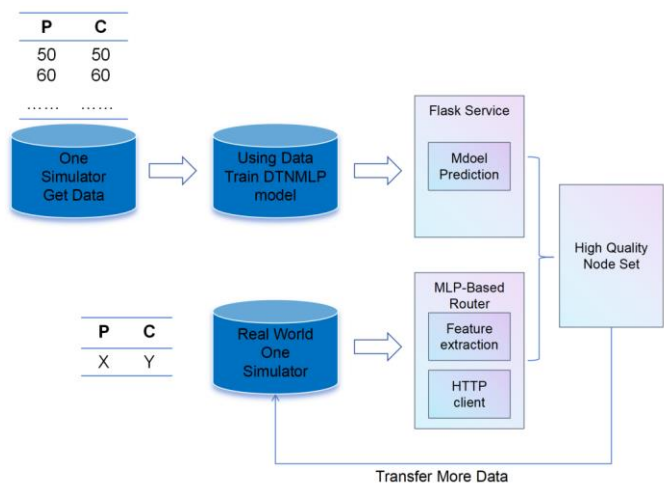 P C
50 50
60 60
…… ……
One
Simulator
Get Data
Using Data
Train DTNMLP
model
Flask Service
Mdoel
Prediction
High Quality
Node Set
P C
X Y
Real World
One
Simulator
MLP-Based
Router
Feature
extraction
HTTP
client
Transfer More Data